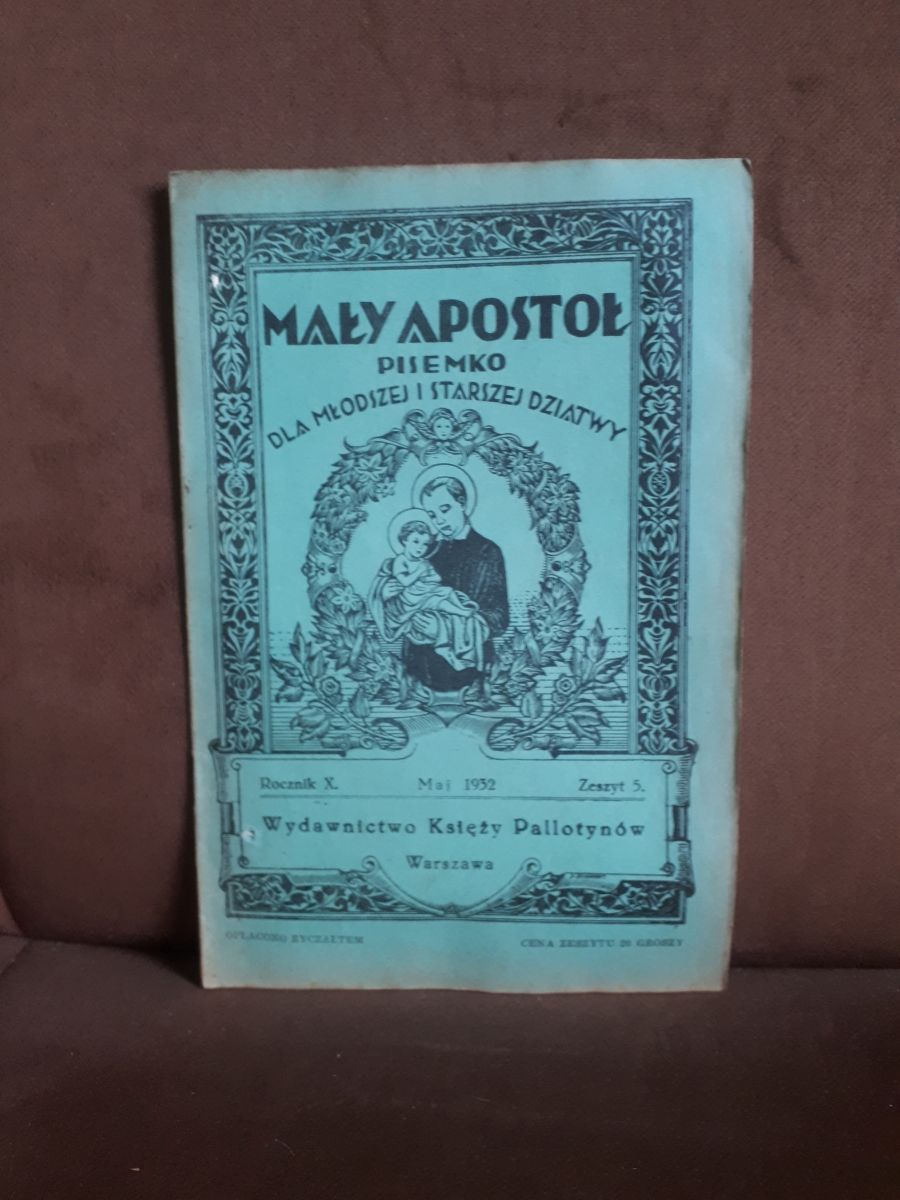 MAŁY APOSTOŁ
PISEMKO
DLA MŁODSZEJ I STARSZEJ DZIATWY
Rocznik X. Maj 1932 Zeszyt 5.
Wydawnictwo Księży Pallotynów
Warszawa
OPŁACONO RYCZAŁTEM CENA ZESZYTU 20 GROSZY